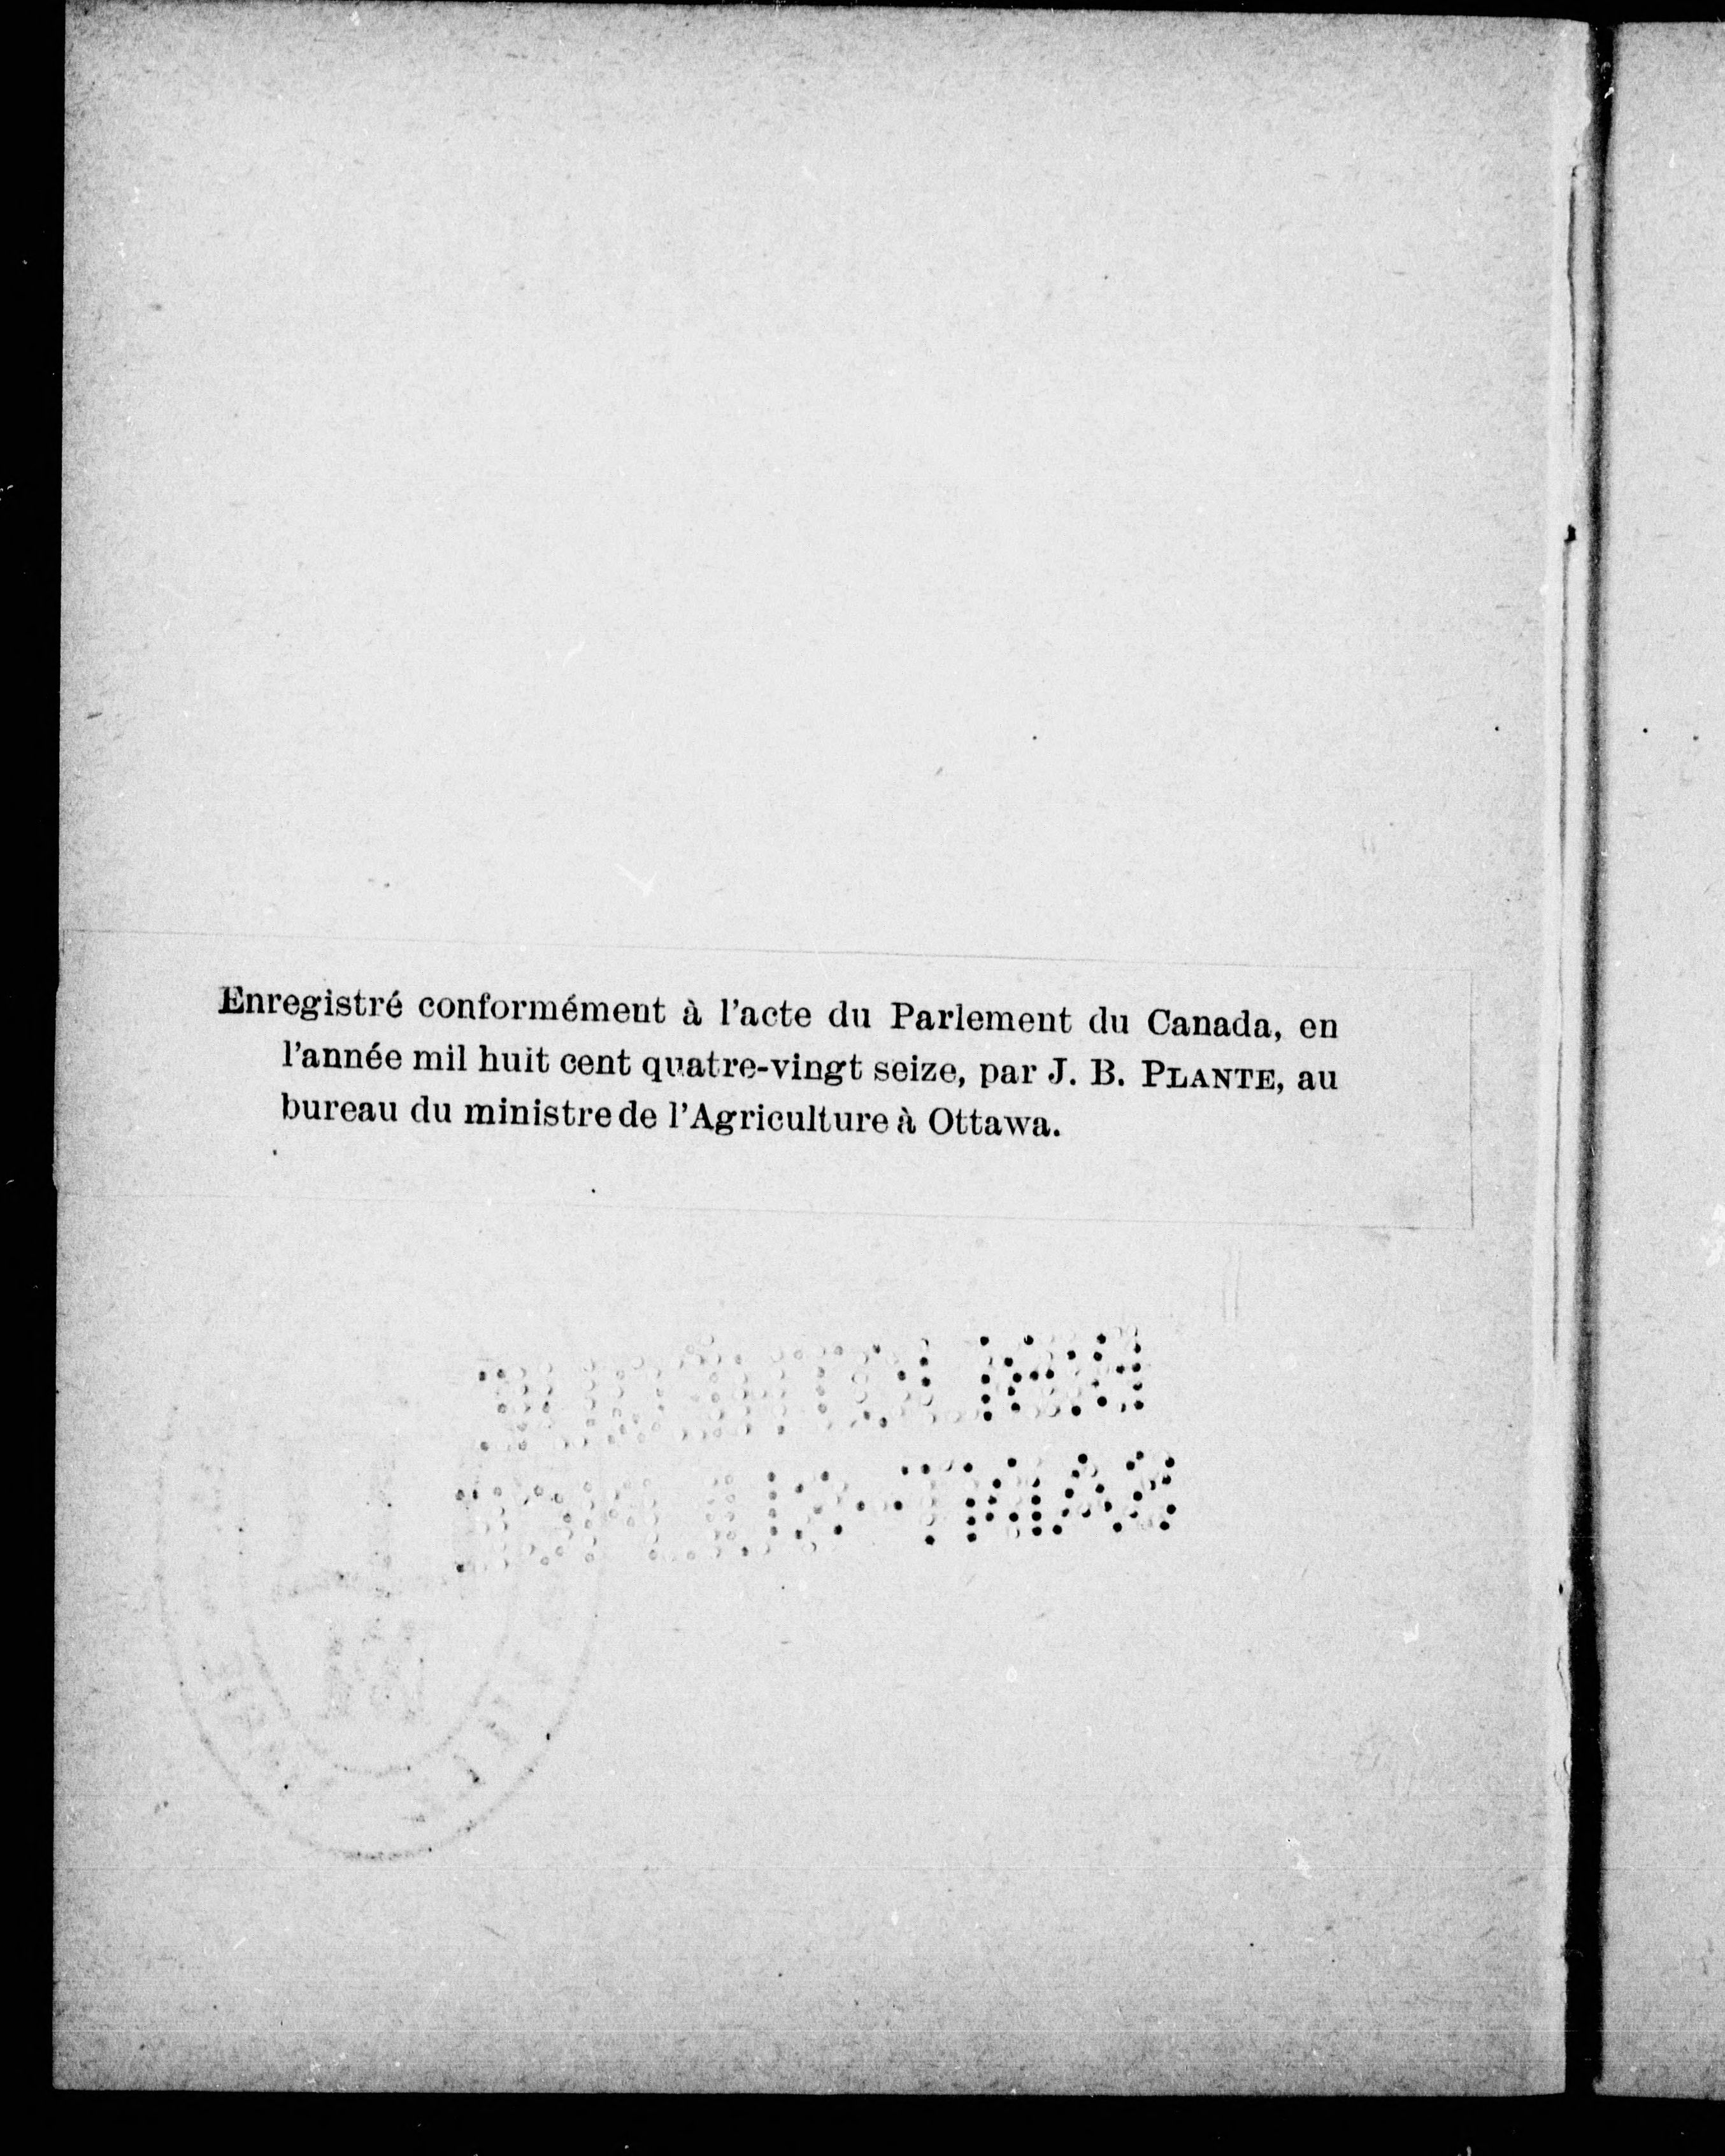 Enregistré conformément à l'acte du Parlement du Canada, en
l'année mil huit cent quatre-vingt seize, par J. B. PLANTE, au
bureau du ministre de l'Agriculture à Ottawa.